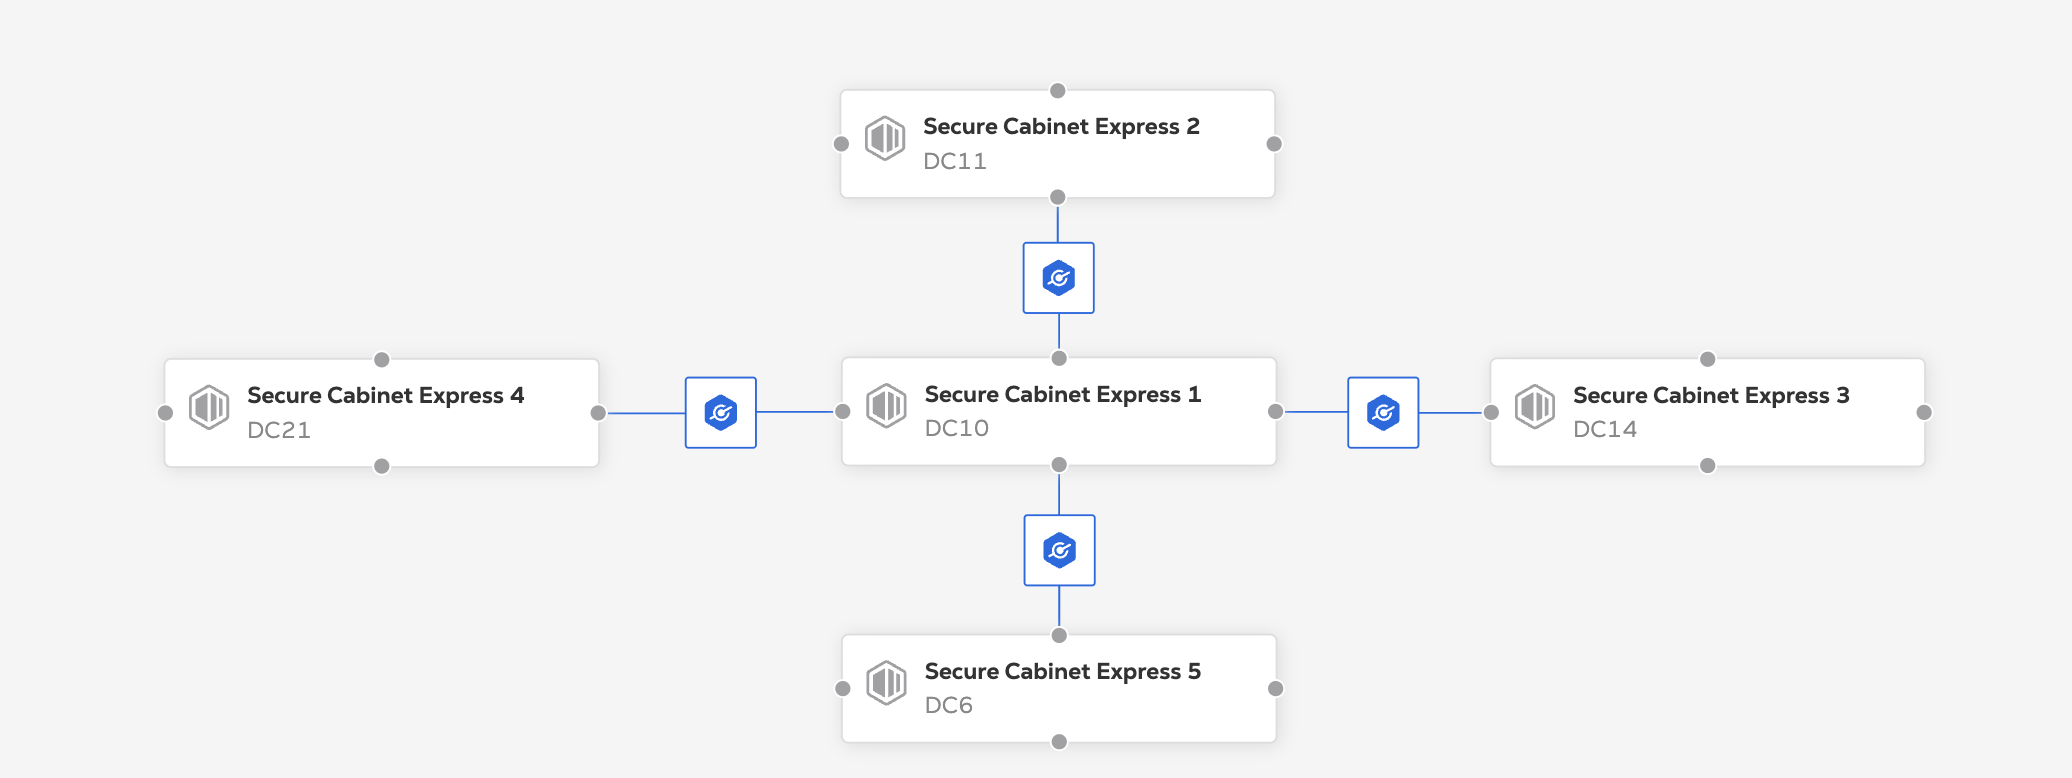 Secure Cabinet Express 2
DC11
Secure Cabinet Express 4
DC21
Secure Cabinet Express 1
DC10
Secure Cabinet Express 3
DC14
Secure Cabinet Express 5
DC6